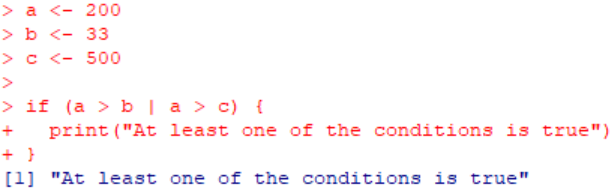 > a <- 200
> b <- 33
> c <- 500
>
> if (a > b | a > c) {
+   print("At least one of the conditions is true")
+ }
[1] "At least one of the conditions is true"